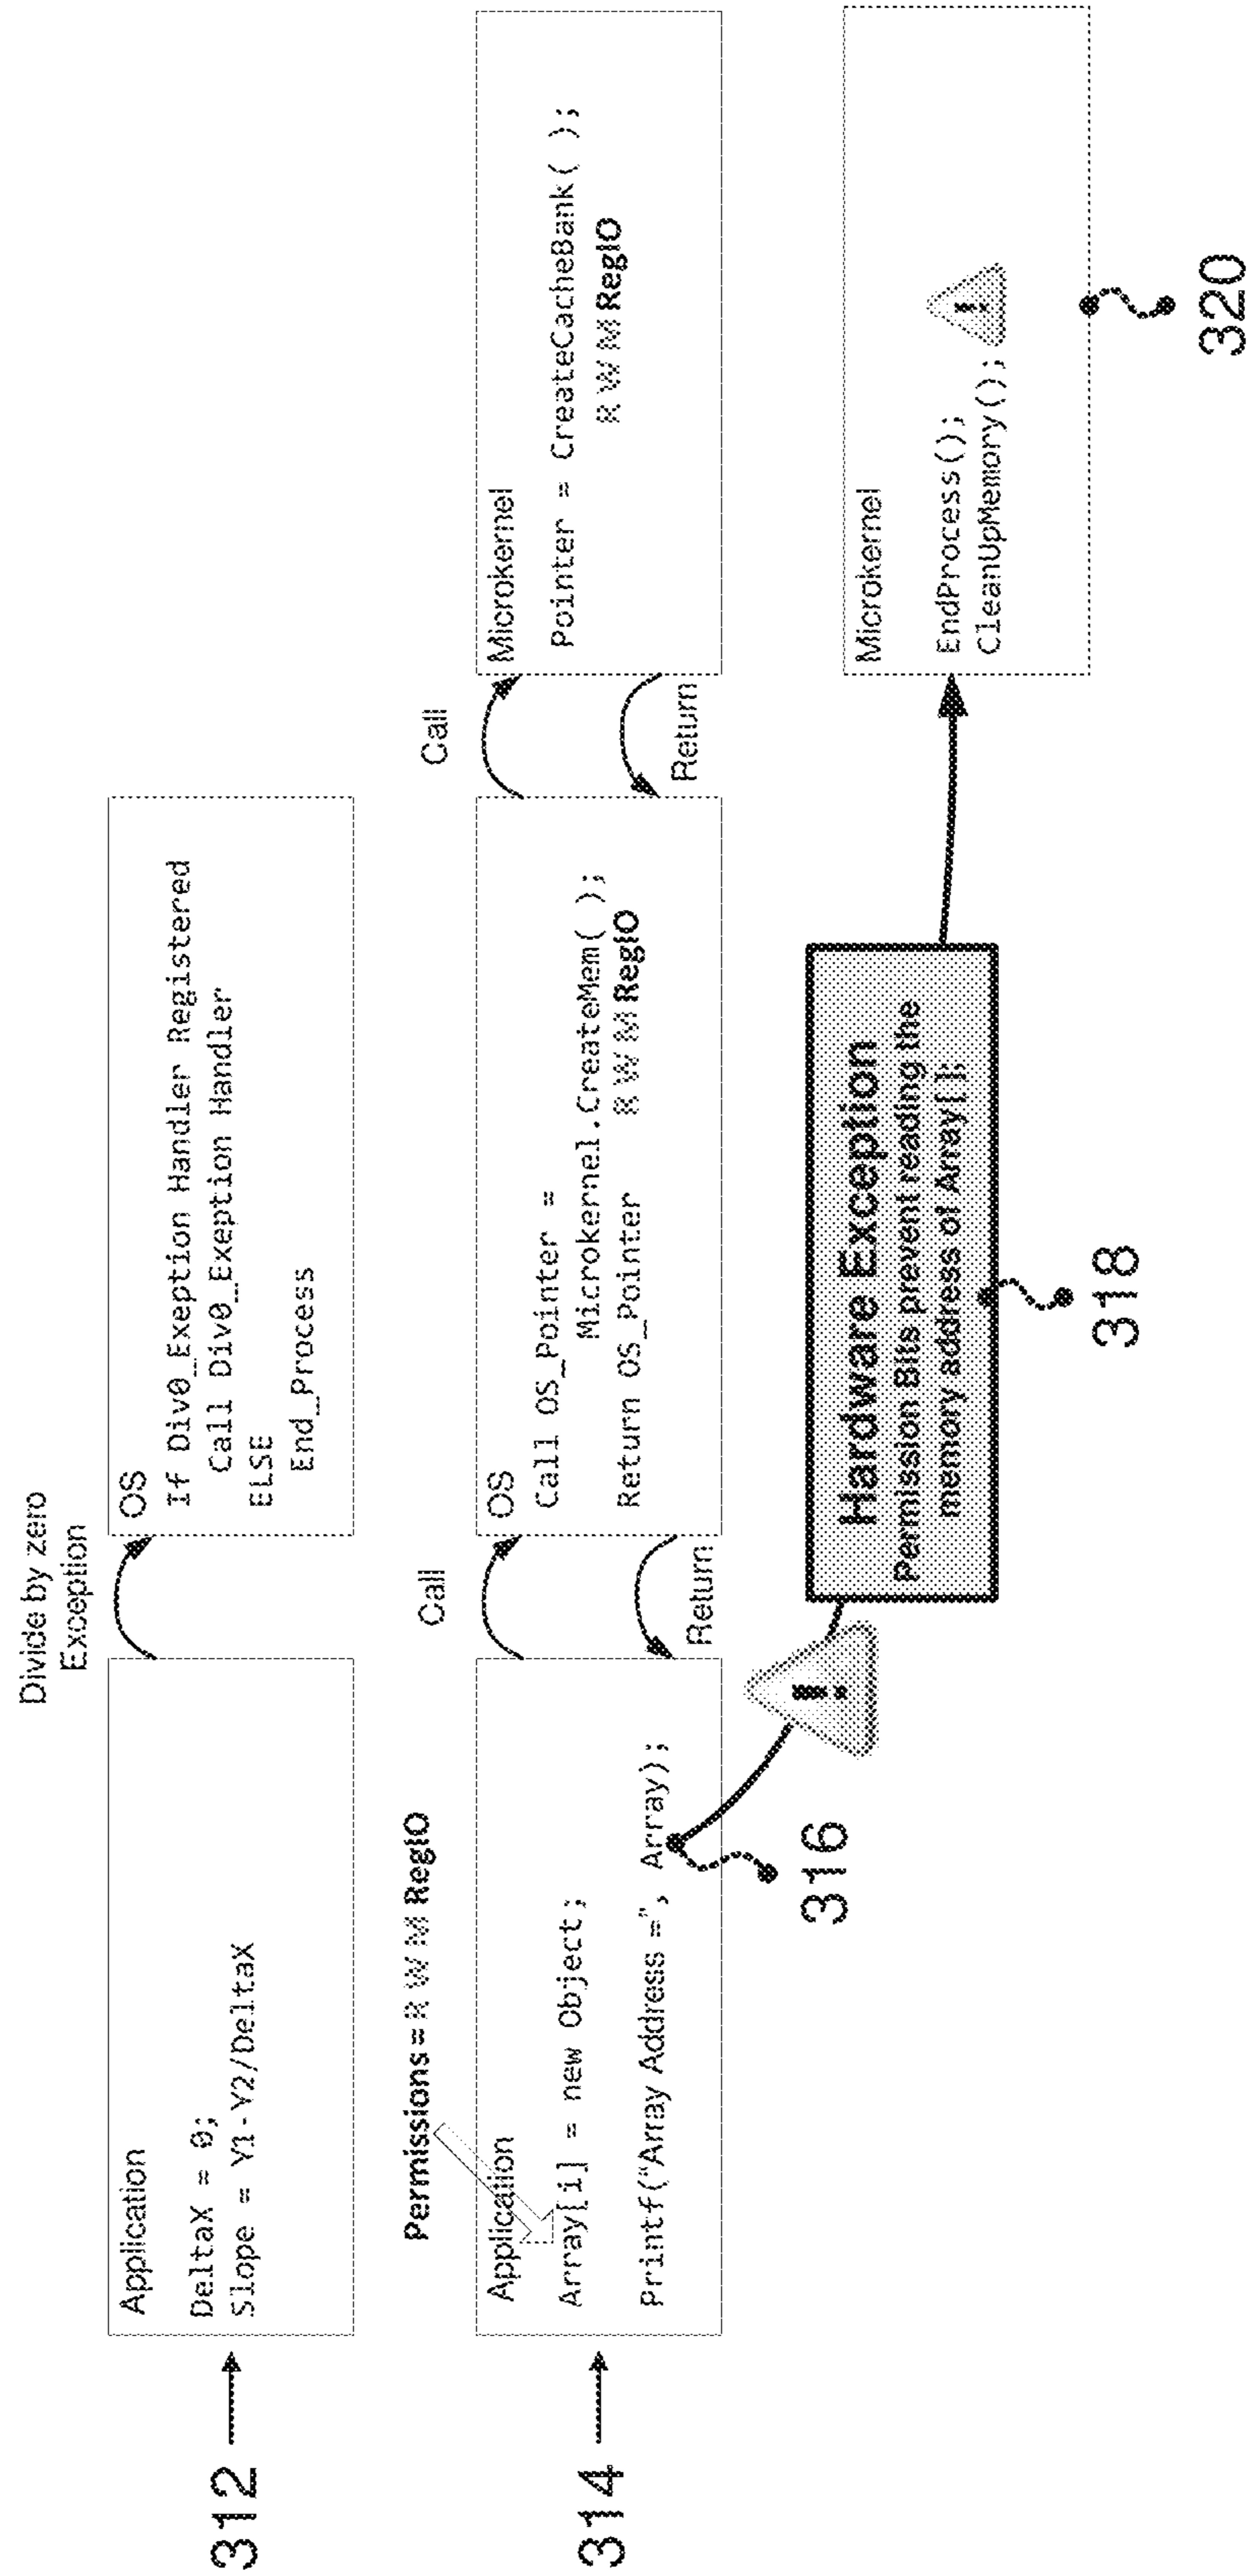 Divide by zero
Exception
312
Application
DeltaX = 0;
Slope = Y1-Y2/DeltaX
OS
If Div0_Exeption Handler Registered
Call Div0_Exeption Handler
ELSE
End_Process
Permissions = R W M RegIO
314
Application
Array[i] = new Object;
Printf("Array Address =", Array);
Call
Return
OS
Call OS_Pointer =
Microkernel.CreateMem( );
Return OS_Pointer R W M RegIO
Call
Return
Microkernel
Pointer = CreateCacheBank( );
R W M RegIO
316
!
Hardware Exception
Permission Bits prevent reading the
memory address of Array[];
318
Microkernel
EndProcess();
CleanUpMemory();
!
320